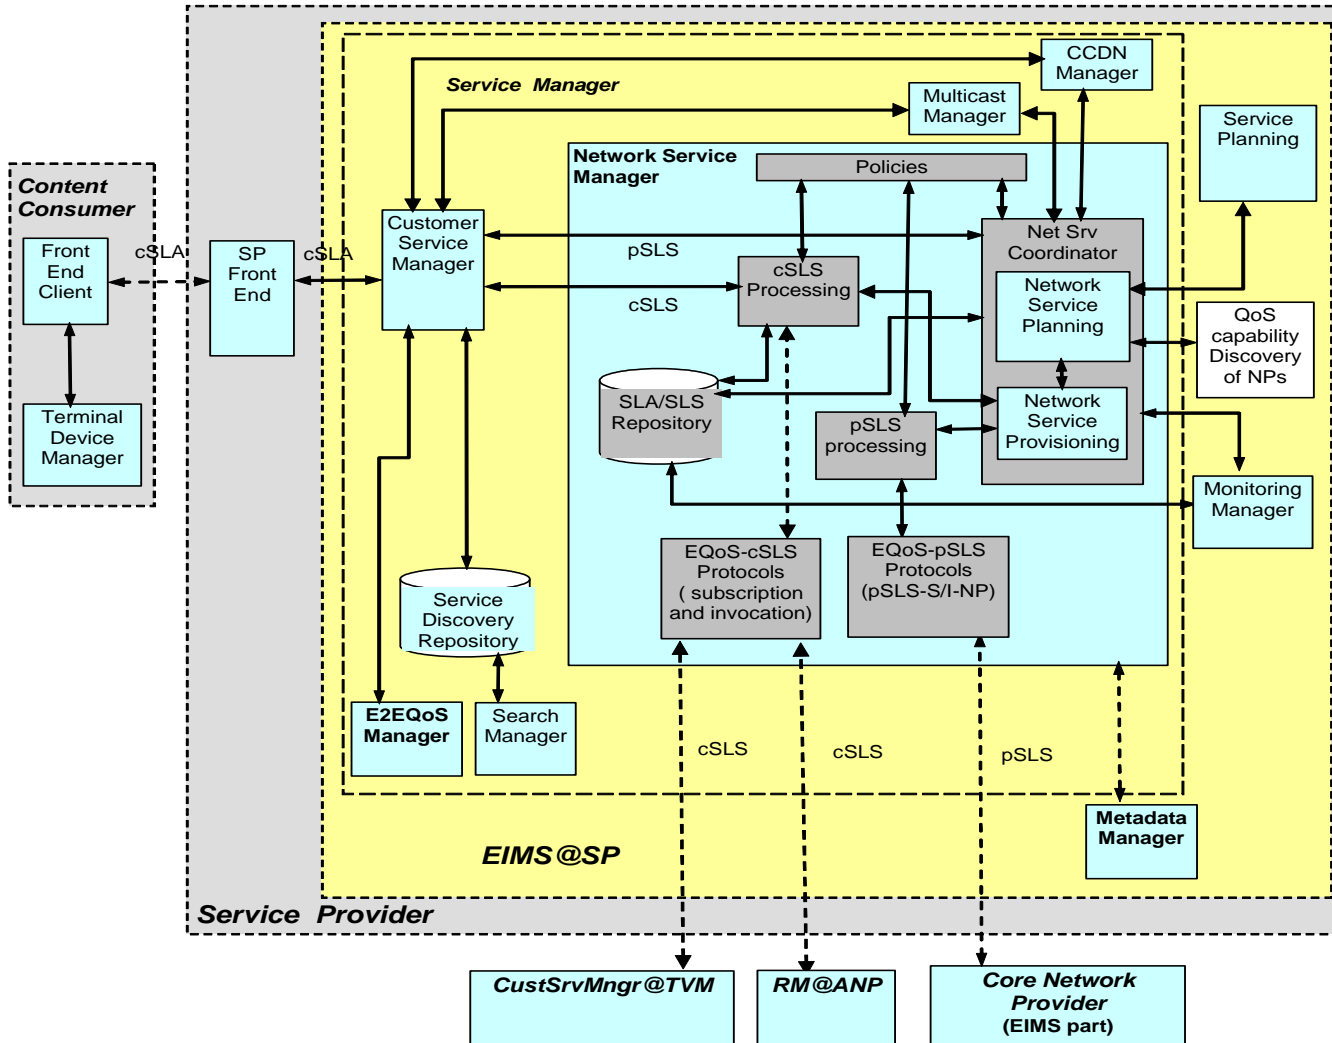 CCDN
Manager
Service Manager
Multicast
Manager
Service
Planning
Network Service
Manager
Policies
Content
Consumer
Customer
Service
Manager
Net Srv
Coordinator
Front
End
Client
cSLA
SP
Front
End
cSLA
pSLS
cSLS
cSLS
Processing
Network
Service
Planning
QoS
capability
Discovery
of NPs
SLA/SLS
Repository
pSLS
processing
Network
Service
Provisioning
Terminal
Device
Manager
Monitoring
Manager
EQoS-cSLS
Protocols
( subscription
and invocation)
EQoS-pSLS
Protocols
(pSLS-S/I-NP)
Service
Discovery
Repository
E2EQoS
Manager
Search
Manager
cSLS
cSLS
pSLS
Metadata
Manager
EIMS@SP
Service Provider
CustSrvMngr@TVM
RM@ANP
Core Network
Provider
(EIMS part)